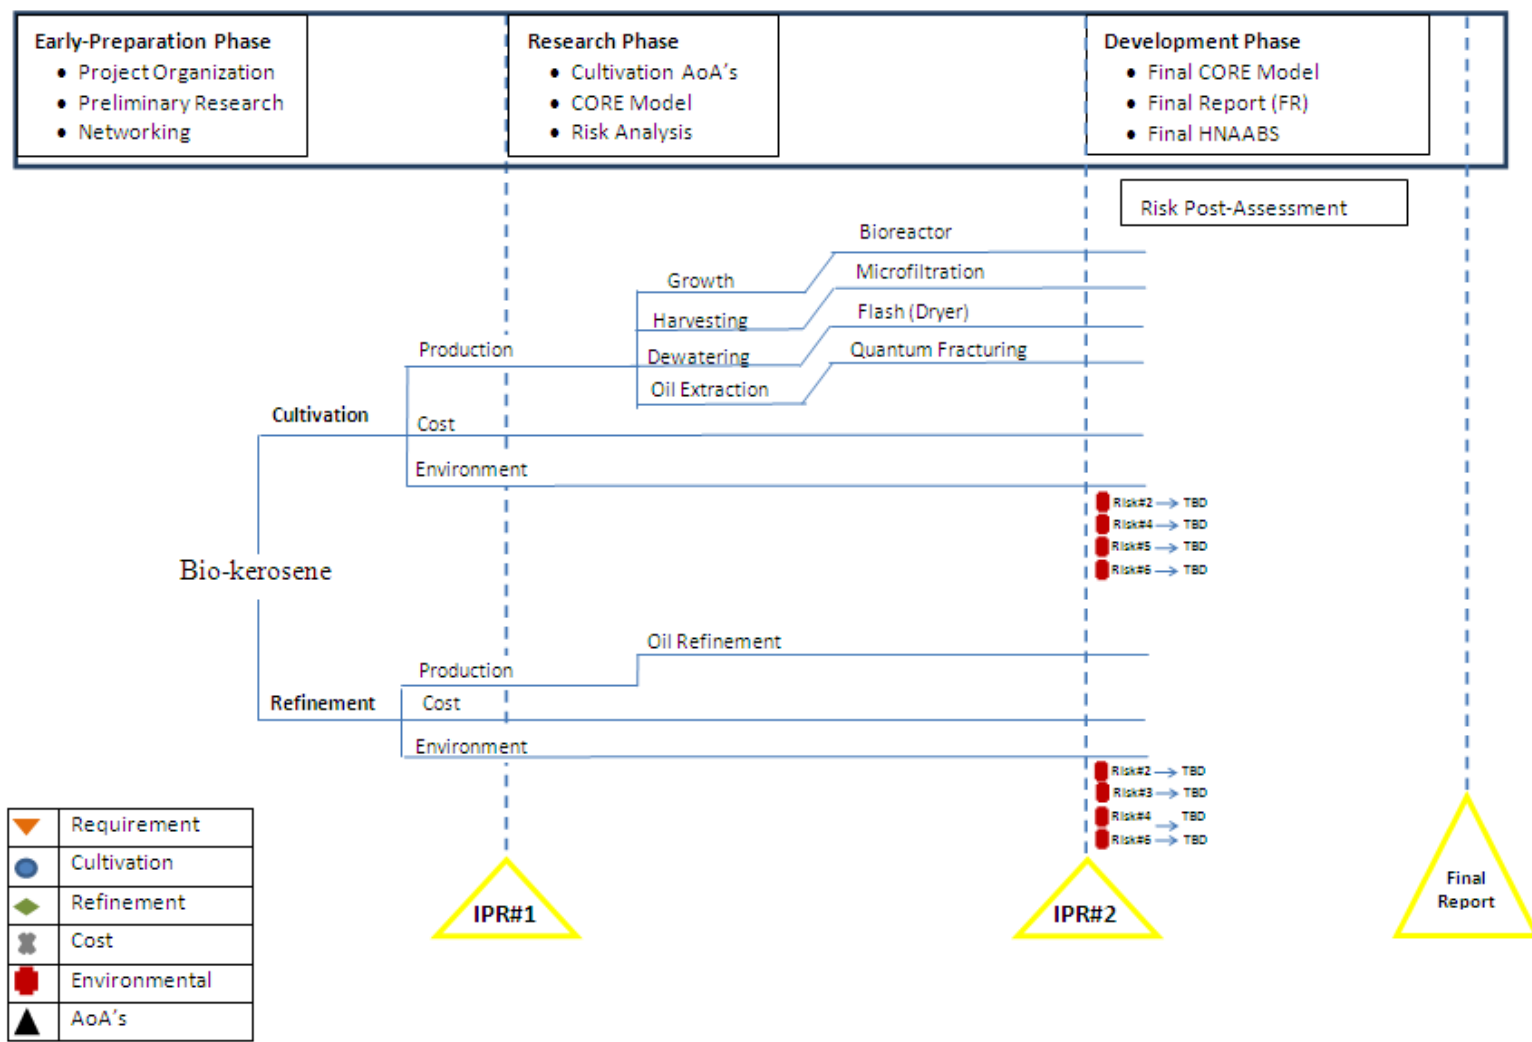 Early-Preparation Phase
• Project Organization
• Preliminary Research
• Networking
Research Phase
• Cultivation AoA's
• CORE Model
• Risk Analysis
Development Phase
• Final CORE Model
• Final Report (FR)
• Final HNAABS
Risk Post-Assessment
Bioreactor
Growth
Microfiltration
Harvesting
Flash (Dryer)
Production
Dewatering
Quantum Fracturing
Oil Extraction
Cultivation
Cost
Environment
Risk#2 → TBD
Risk#4 → TBD
Risk#5 → TBD
Risk#6 → TBD
Bio-kerosene
Oil Refinement
Production
Refinement
Cost
Environment
Risk#2 → TBD
Risk#3 → TBD
Risk#4 → TBD
Risk#6 → TBD
Requirement
Cultivation
Refinement
Cost
Environmental
AoA's
IPR#1
IPR#2
Final
Report